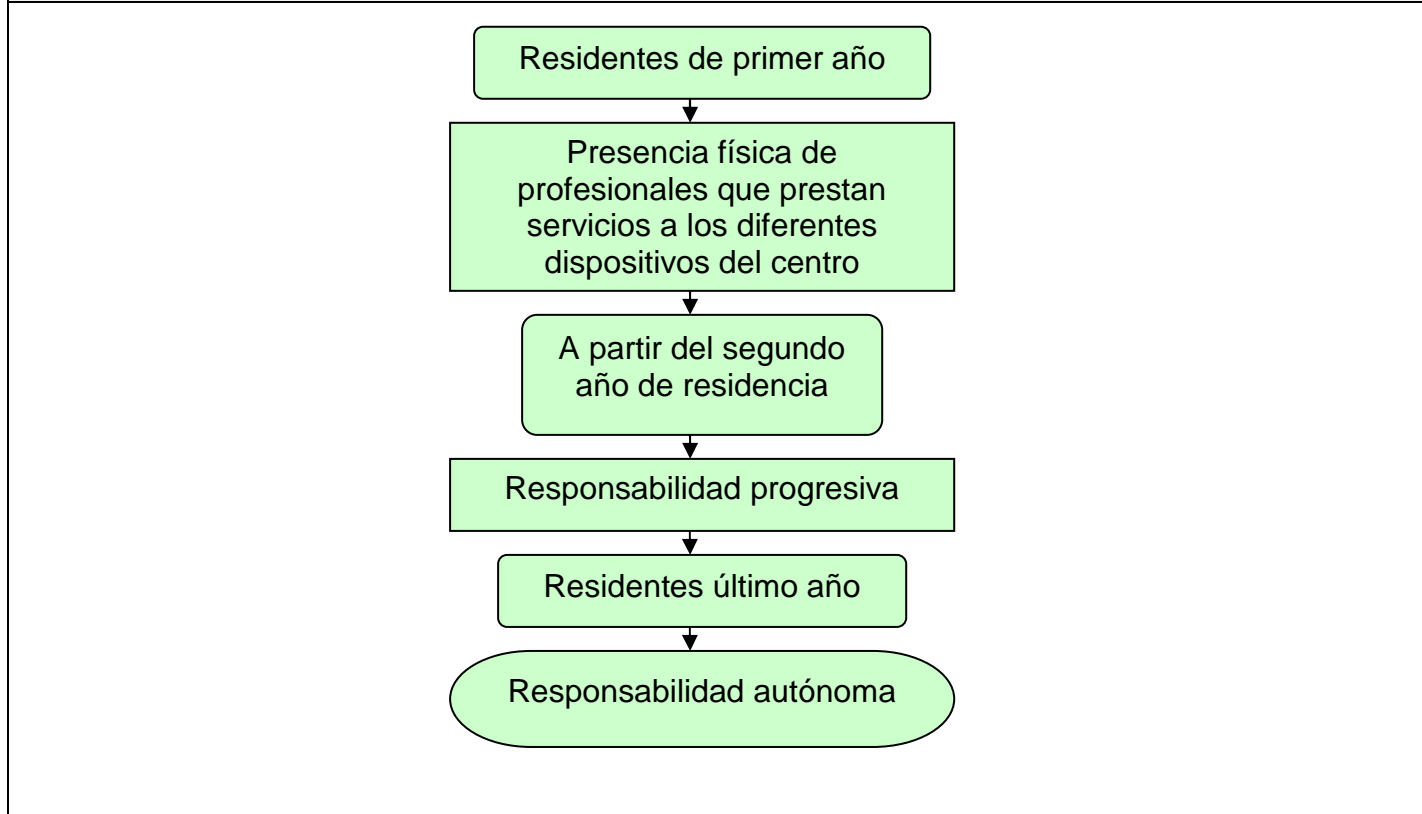 Residentes de primer año
Presencia física de
profesionales que prestan
servicios a los diferentes
dispositivos del centro
A partir del segundo
año de residencia
Responsabilidad progresiva
Residentes último año
Responsabilidad autónoma